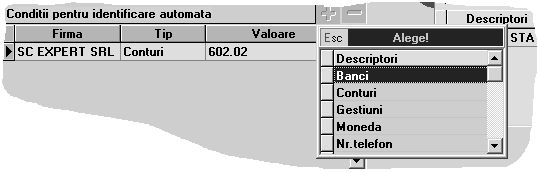 Conditii pentru identificare automata
Descriptori
Firma Tip Valoare
SC EXPERT SRL Conturi 602.02
STA
Esc Alege!
Descriptori
Banci
Conturi
Gestiuni
Moneda
Nr.telefon